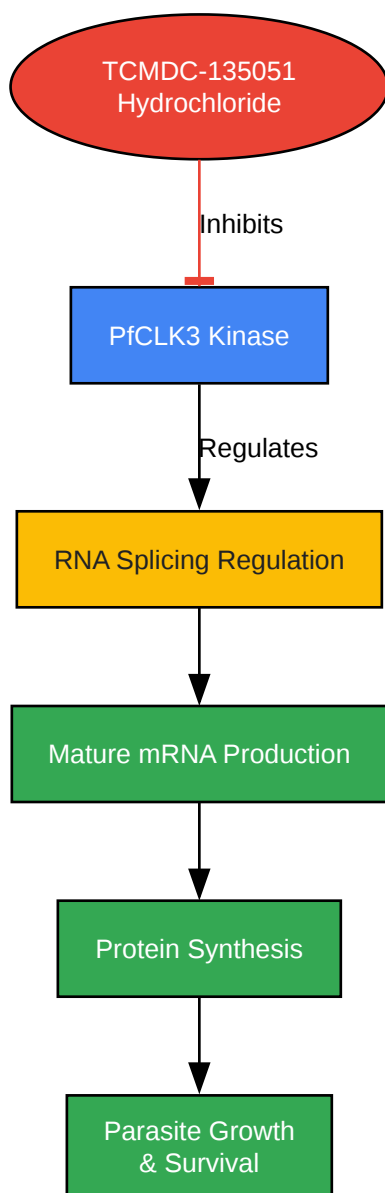 TCMDC-135051
Hydrochloride
Inhibits
PfCLK3 Kinase
Regulates
RNA Splicing Regulation
Mature mRNA Production
Protein Synthesis
Parasite Growth
& Survival